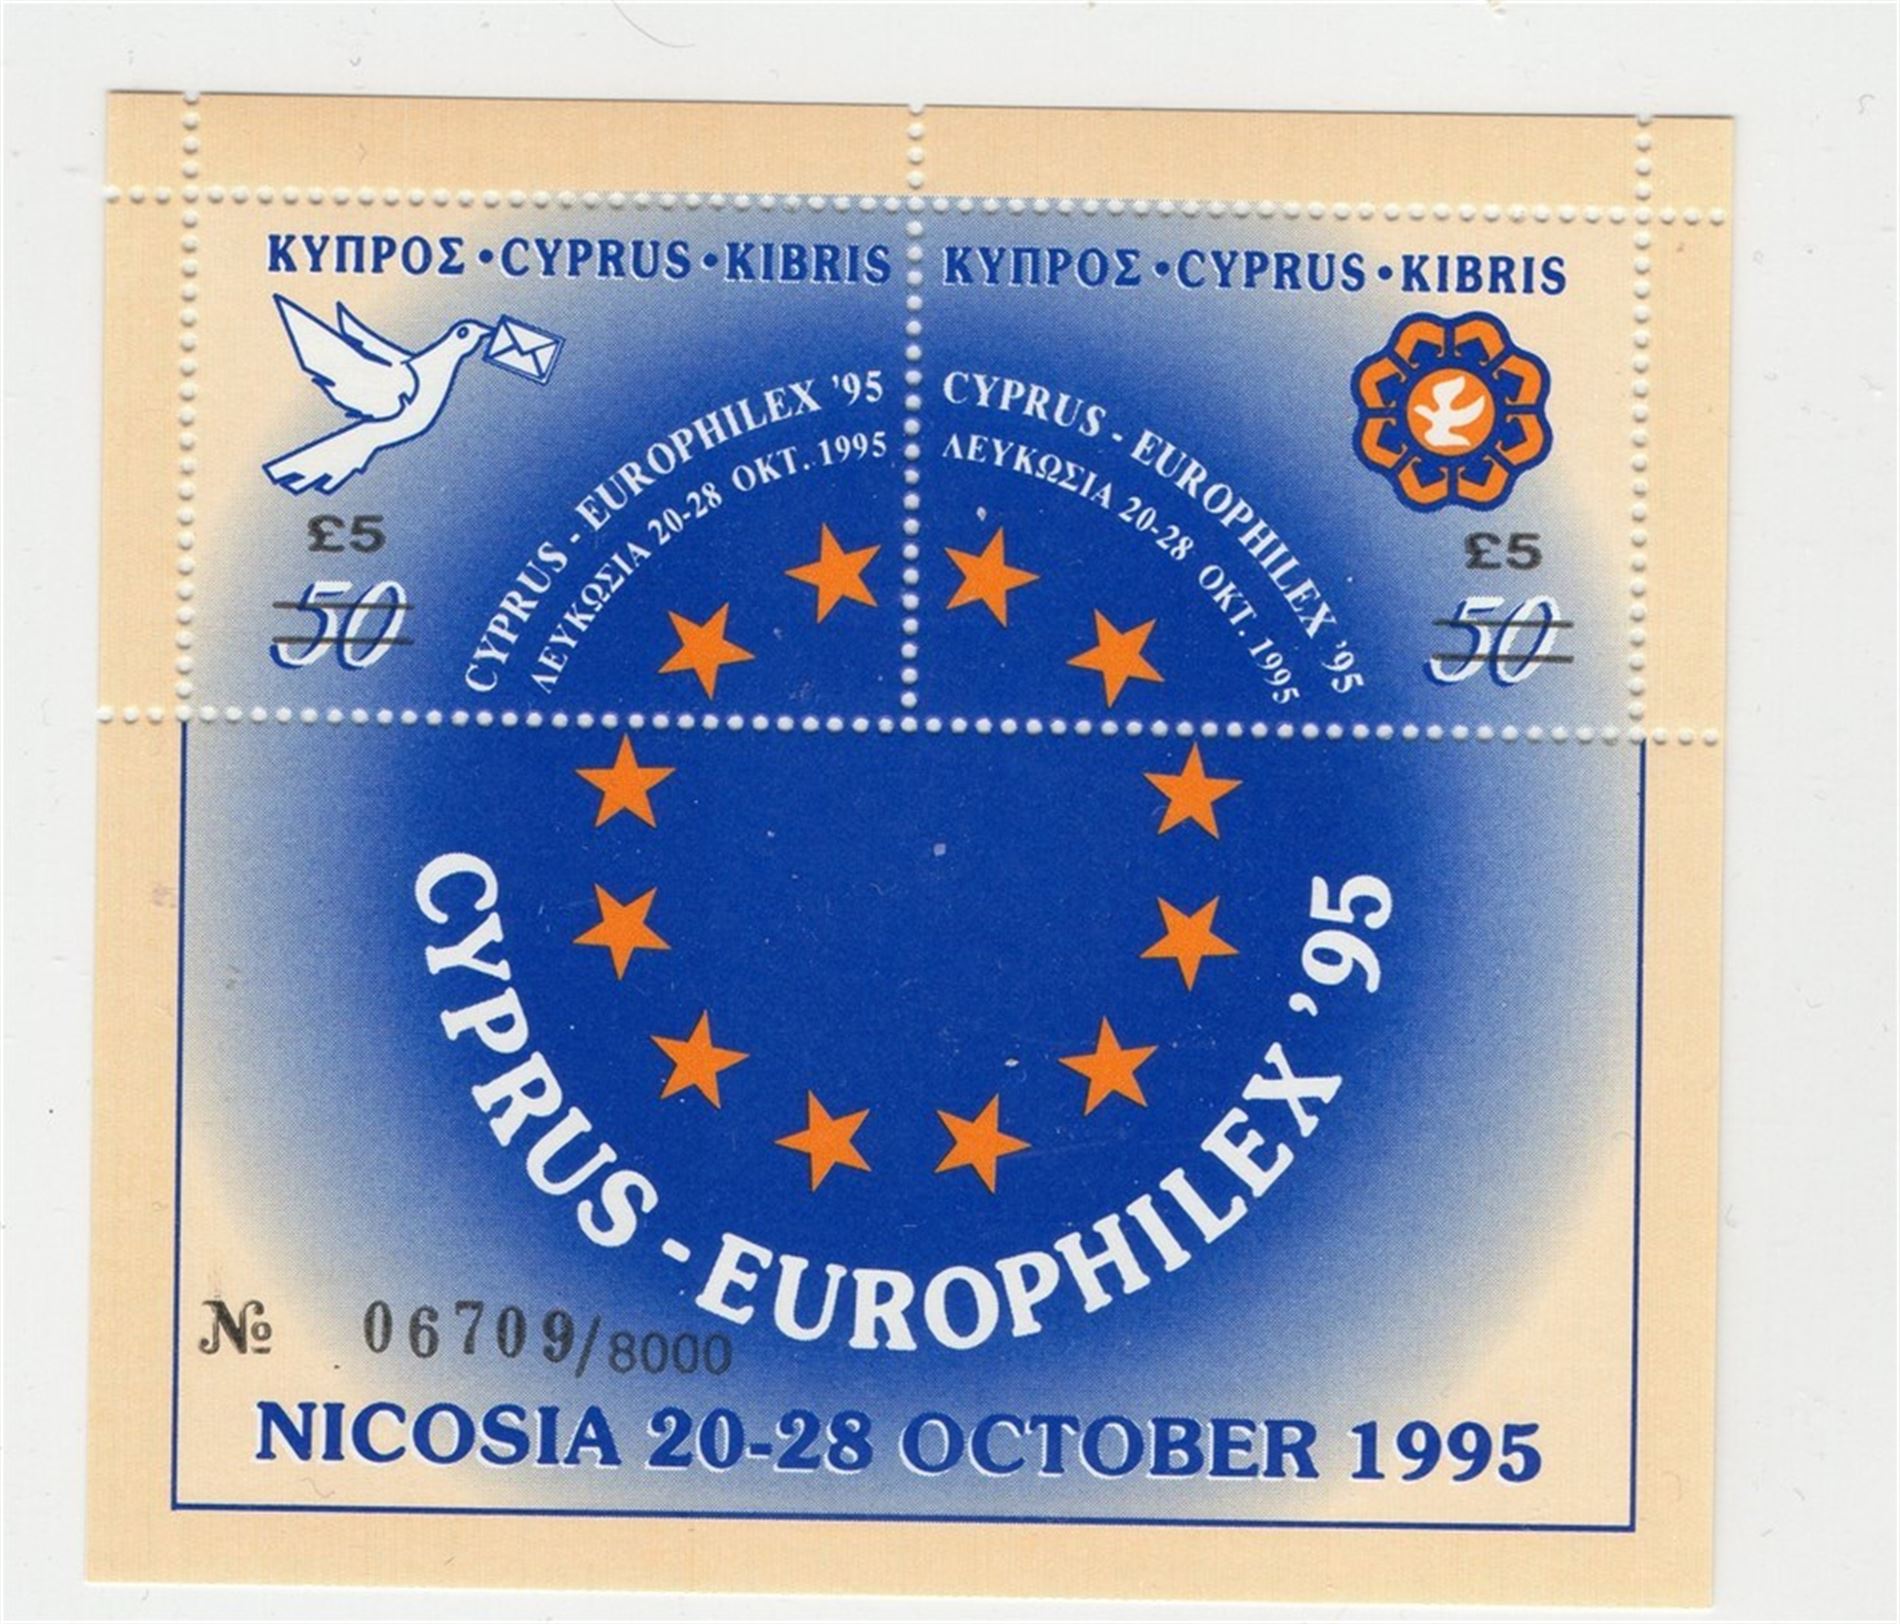 ΚΥΠΡΟΣ • CYPRUS • KIBRIS
CYPRUS - EUROPHILEX '95
ΛΕΥΚΩΣΙΑ 20-28 ΟΚΤ. 1995
£5
50
ΚΥΠΡΟΣ • CYPRUS • KIBRIS
CYPRUS - EUROPHILEX '95
ΛΕΥΚΩΣΙΑ 20-28 ΟΚΤ. 1995
£5
50
CYPRUS - EUROPHILEX '95
№ 06709/8000
NICOSIA 20-28 OCTOBER 1995